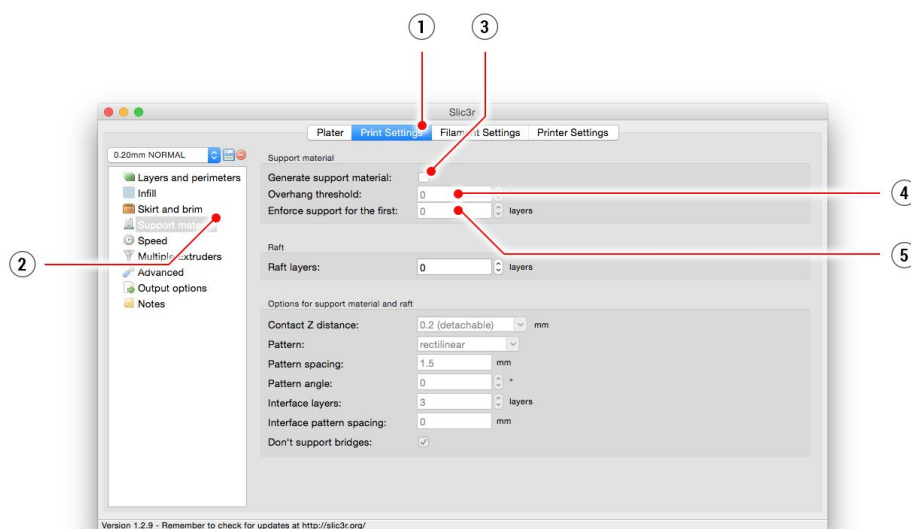 1
3
Slic3r
Plater Print Settings Filament Settings Printer Settings
0.20mm NORMAL
Layers and perimeters
Infill
Skirt and brim
Support material
Speed
Multiple Extruders
Advanced
Output options
Notes
2
Support material
Generate support material:
Overhang threshold: 0
4
Enforce support for the first: 0 layers
5
Raft
Raft layers: 0 layers
Options for support material and raft
Contact Z distance: 0.2 (detachable) mm
Pattern: rectilinear
Pattern spacing: 1.5 mm
Pattern angle: 0 °
Interface layers: 3 layers
Interface pattern spacing: 0 mm
Don't support bridges:
Version 1.2.9 - Remember to check for updates at http://slic3r.org/